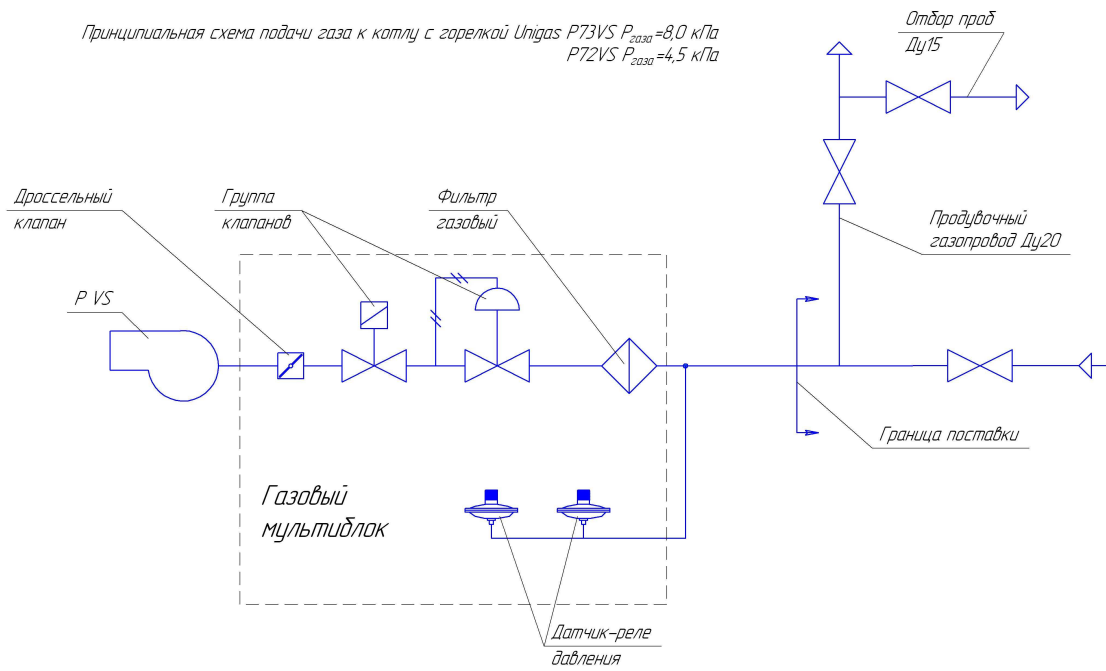 Принципиальная схема подачи газа к котлу с горелкой Unigas P73VS Pгаза=8,0 кПа
P72VS Pгаза=4,5 кПа
Отбор проб
Ду15
Дроссельный
клапан
Группа
клапанов
Фильтр
газовый
Продувочный
газопровод Ду20
P VS
Граница поставки
Газовый
мультиблок
Датчик-реле
давления